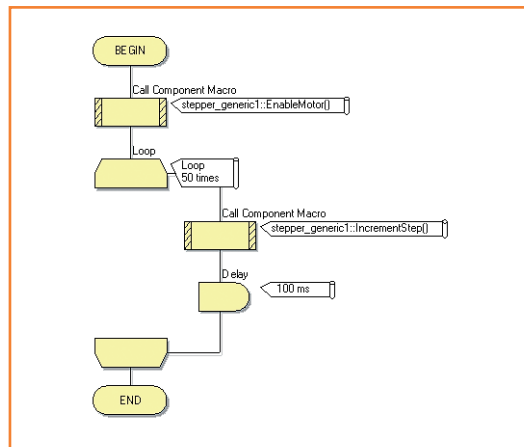 BEGIN
Call Component Macro
stepper_generic1::EnableMotor()
Loop
Loop
50 times
Call Component Macro
stepper_generic1::IncrementStep()
Delay
100 ms
END